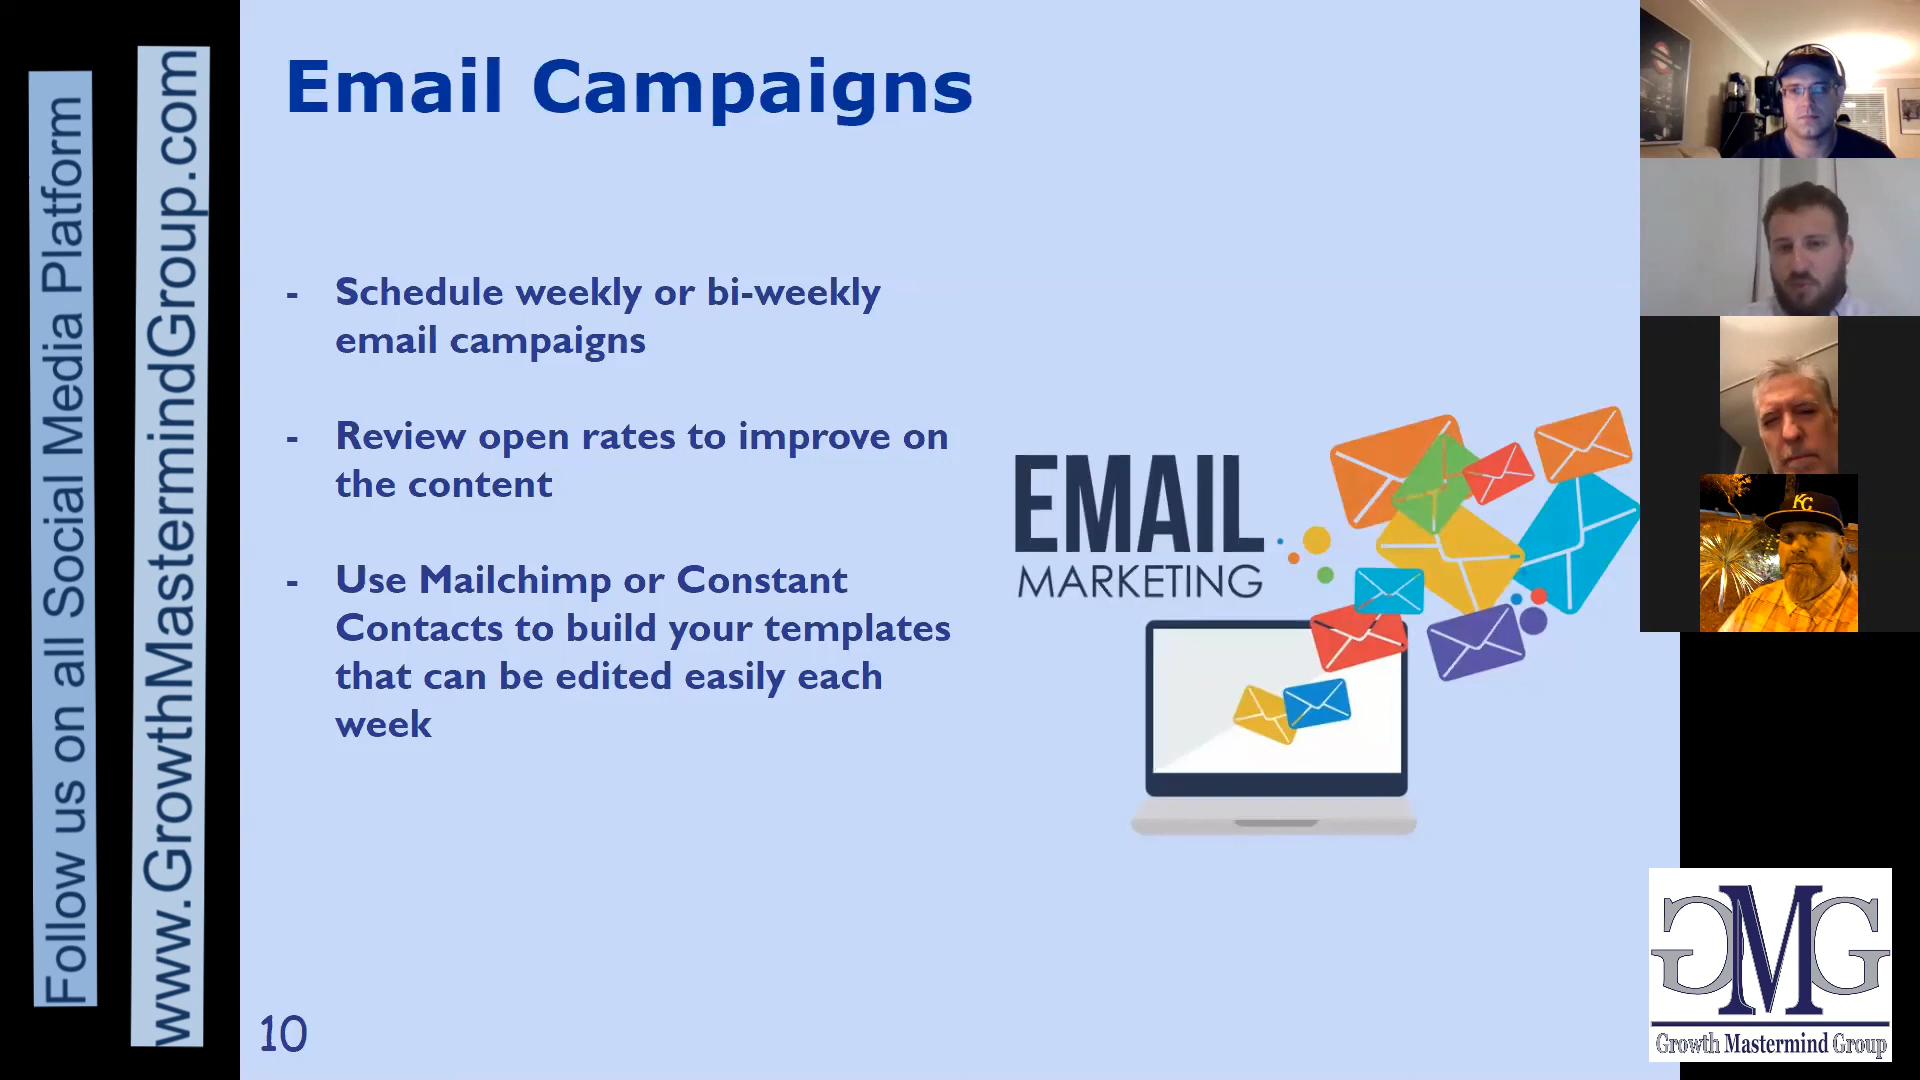 Follow us on all Social Media Platform
www.GrowthMastermindGroup.com
Email Campaigns
- Schedule weekly or bi-weekly
email campaigns
- Review open rates to improve on
the content
- Use Mailchimp or Constant
Contacts to build your templates
that can be edited easily each
week
EMAIL
MARKETING
10
KC
GMG
Growth Mastermind Group